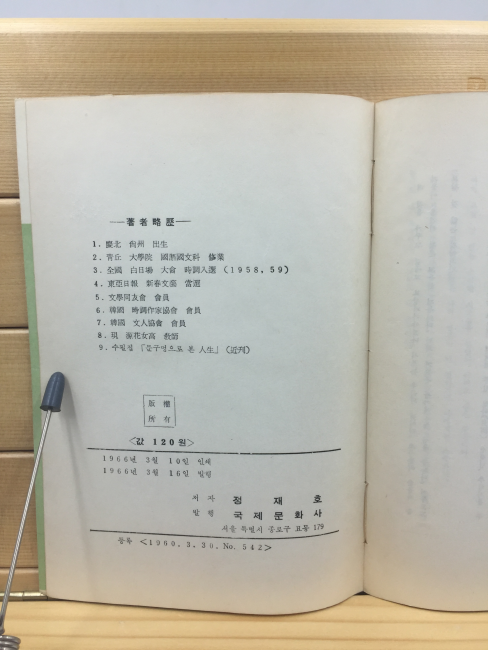 著者略歷
1. 慶北 尙州 出生
2. 靑丘 大學院 國語國文科 修業
3. 全國 白日場 大會 時調入選 (1958, 59)
4. 東亞日報 新春文藝 當選
5. 文學同友會 會員
6. 韓國 時調作家協會 會員
7. 韓國 文人協會 會員
8. 現 花女高 敎師
9. 수필집 『문구멍으로 본 人生』 (近刊)
版權
所有
<값 120원>
1966년 3월 10일 인쇄
1966년 3월 16일 발행
저 자 정 재 호
발 행 국제문화사
서울 특별시 종로구 279
등록 <1960. 3. 30. No. 542>